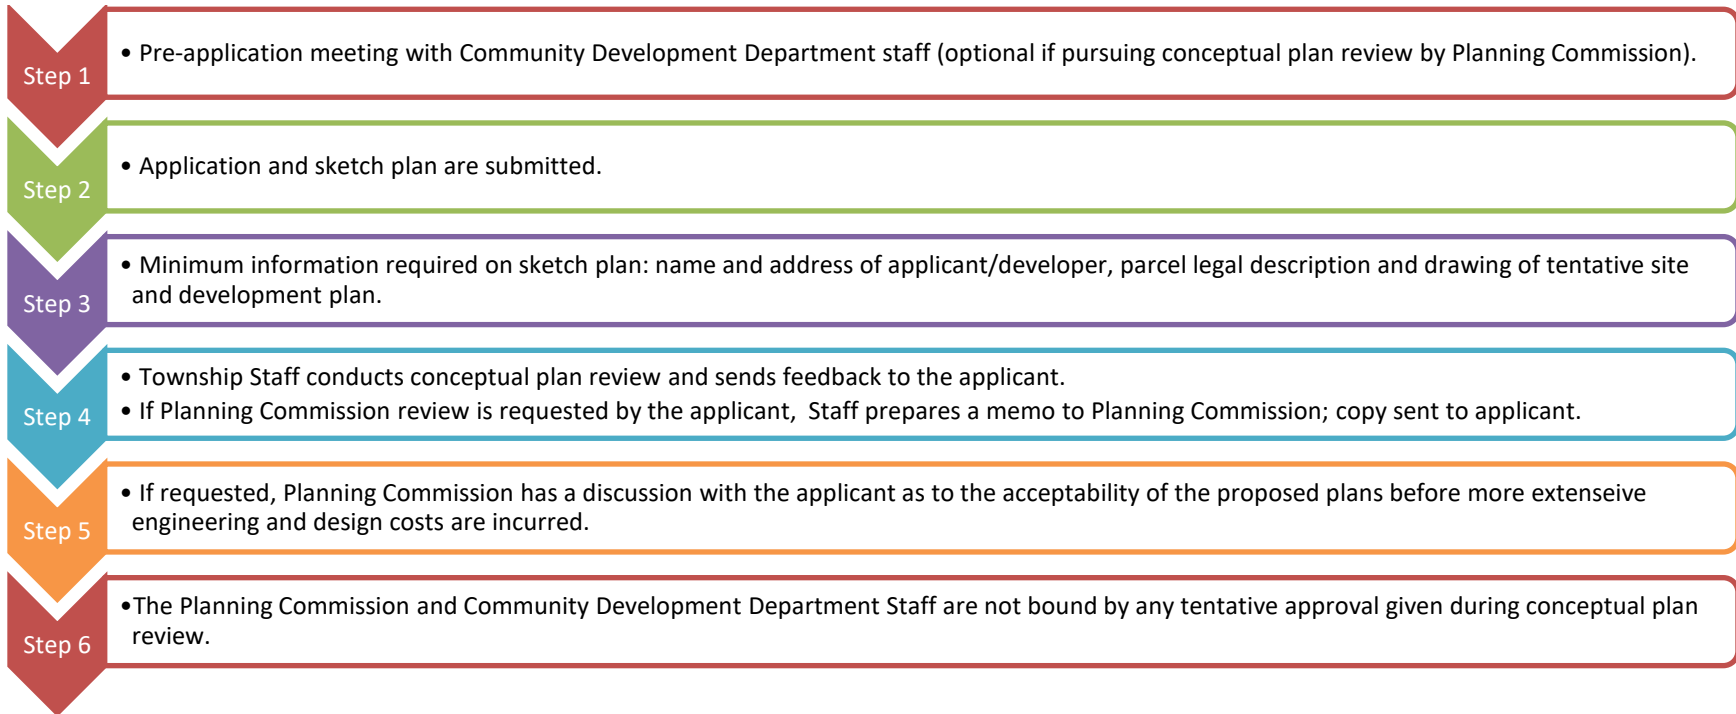 Step 1
• Pre-application meeting with Community Development Department staff (optional if pursuing conceptual plan review by Planning Commission).
Step 2
• Application and sketch plan are submitted.
Step 3
• Minimum information required on sketch plan: name and address of applicant/developer, parcel legal description and drawing of tentative site
and development plan.
Step 4
• Township Staff conducts conceptual plan review and sends feedback to the applicant.
• If Planning Commission review is requested by the applicant, Staff prepares a memo to Planning Commission; copy sent to applicant.
Step 5
• If requested, Planning Commission has a discussion with the applicant as to the acceptability of the proposed plans before more extenseive
engineering and design costs are incurred.
Step 6
•The Planning Commission and Community Development Department Staff are not bound by any tentative approval given during conceptual plan
review.